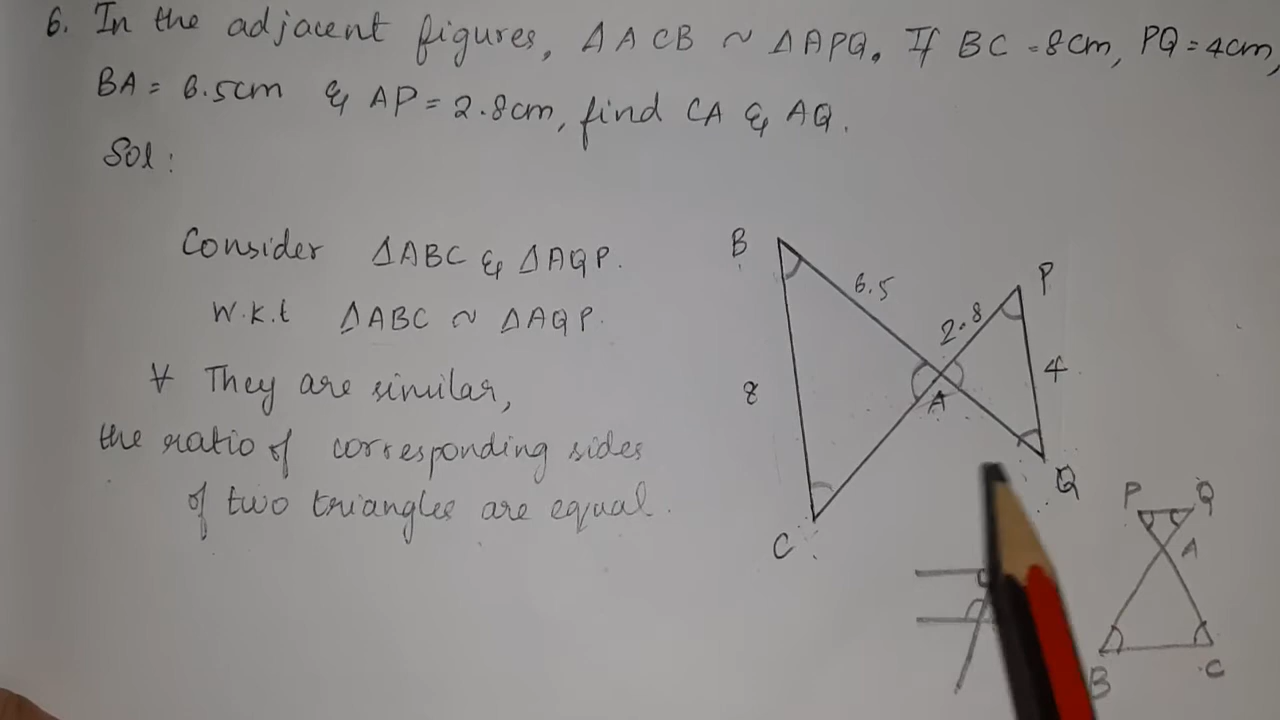 6. In the adjacent figures, ΔACB ~ ΔAPQ. If BC = 8cm, PQ = 4cm,
BA = 6.5cm & AP = 2.8cm, find CA & AQ.
Sol:
Consider ΔABC & ΔAQP.
W.K.t ΔABC ~ ΔAQP.
∀ They are similar,
the ratio of corresponding sides
of two triangles are equal.
B
6.5
P
2.8
8
4
A
Q
C
P Q
A
B
C